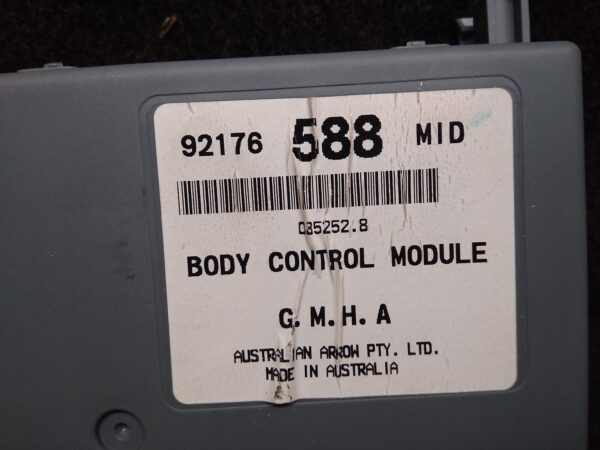 92176 588 MID
035252.8
BODY CONTROL MODULE
G. M. H. A
AUSTRALIAN ARROW PTY. LTD.
MADE IN AUSTRALIA